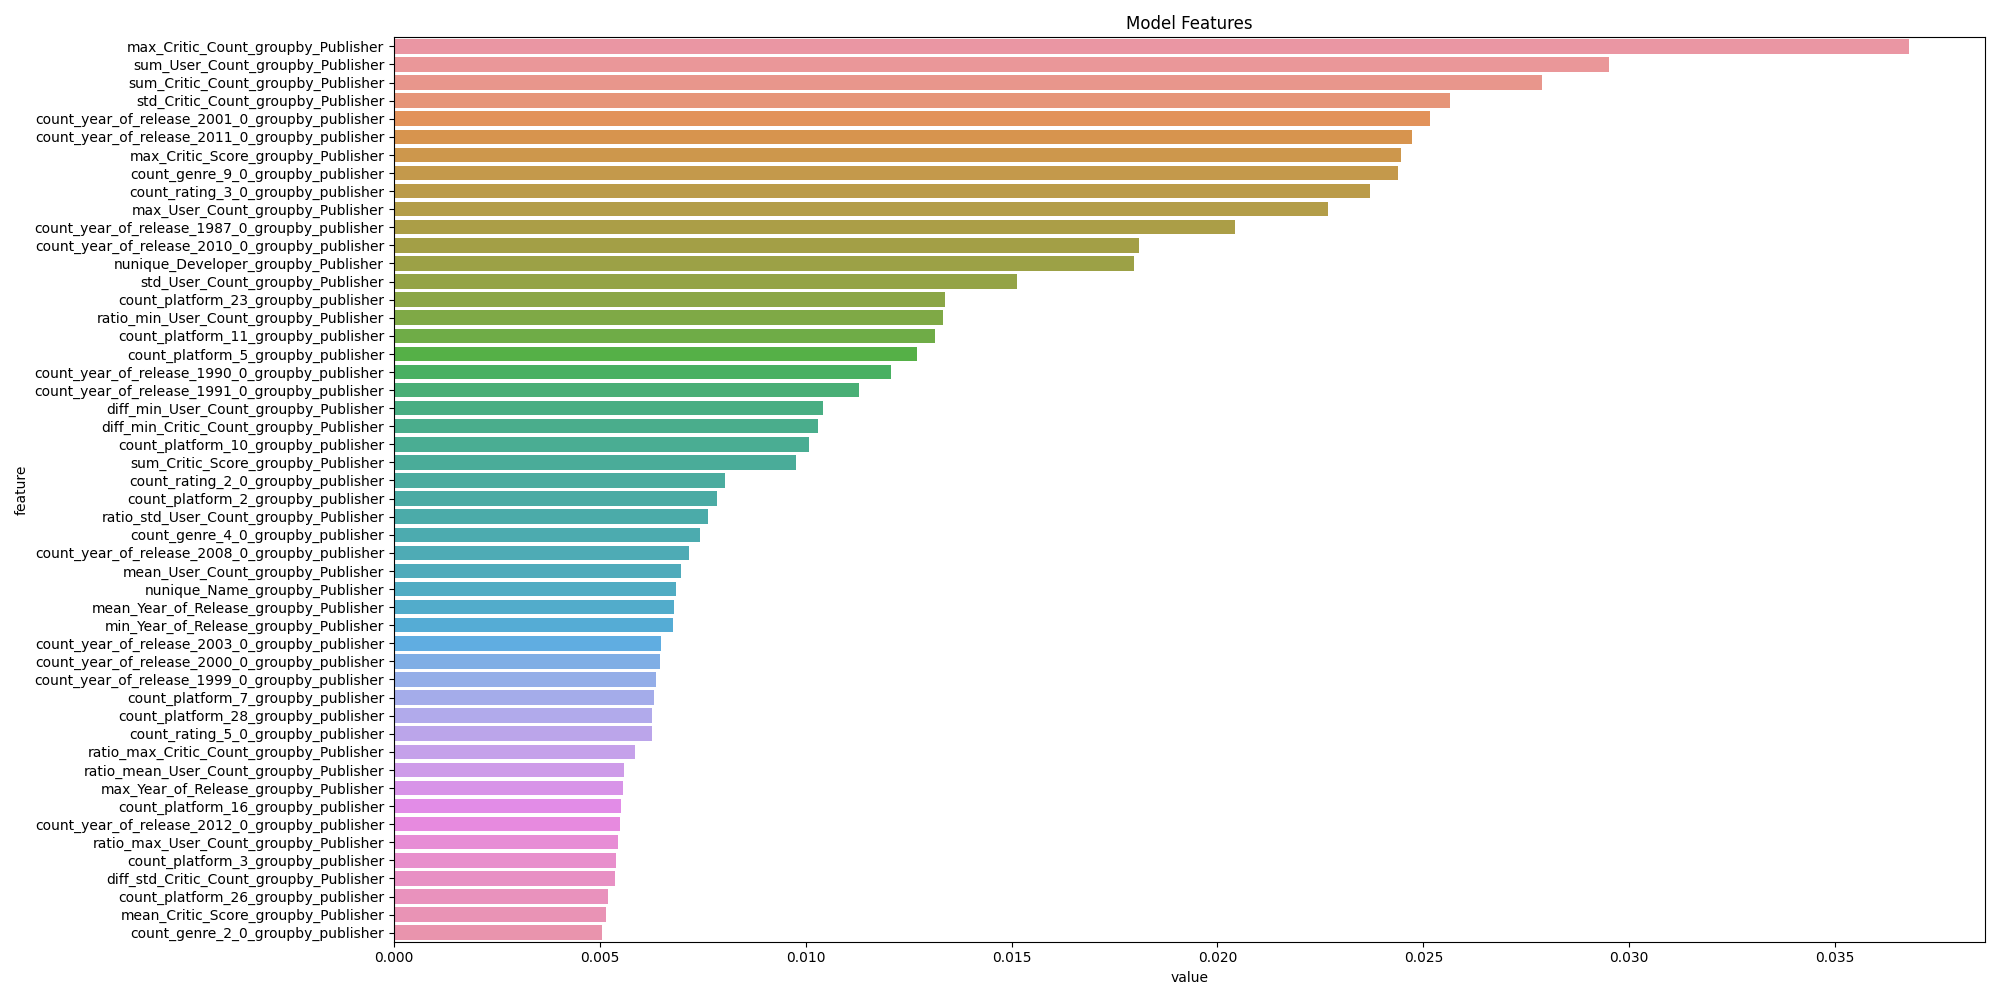 Model Features
feature
max_Critic_Count_groupby_Publisher
sum_User_Count_groupby_Publisher
sum_Critic_Count_groupby_Publisher
std_Critic_Count_groupby_Publisher
count_year_of_release_2001_0_groupby_publisher
count_year_of_release_2011_0_groupby_publisher
max_Critic_Score_groupby_Publisher
count_genre_9_0_groupby_publisher
count_rating_3_0_groupby_publisher
max_User_Count_groupby_Publisher
count_year_of_release_1987_0_groupby_publisher
count_year_of_release_2010_0_groupby_publisher
nunique_Developer_groupby_Publisher
std_User_Count_groupby_Publisher
count_platform_23_groupby_publisher
ratio_min_User_Count_groupby_Publisher
count_platform_11_groupby_publisher
count_platform_5_groupby_publisher
count_year_of_release_1990_0_groupby_publisher
count_year_of_release_1991_0_groupby_publisher
diff_min_User_Count_groupby_Publisher
diff_min_Critic_Count_groupby_Publisher
count_platform_10_groupby_publisher
sum_Critic_Score_groupby_Publisher
count_rating_2_0_groupby_publisher
count_platform_2_groupby_publisher
ratio_std_User_Count_groupby_Publisher
count_genre_4_0_groupby_publisher
count_year_of_release_2008_0_groupby_publisher
mean_User_Count_groupby_Publisher
nunique_Name_groupby_Publisher
mean_Year_of_Release_groupby_Publisher
min_Year_of_Release_groupby_Publisher
count_year_of_release_2003_0_groupby_publisher
count_year_of_release_2000_0_groupby_publisher
count_year_of_release_1999_0_groupby_publisher
count_platform_7_groupby_publisher
count_platform_28_groupby_publisher
count_rating_5_0_groupby_publisher
ratio_max_Critic_Count_groupby_Publisher
ratio_mean_User_Count_groupby_Publisher
max_Year_of_Release_groupby_Publisher
count_platform_16_groupby_publisher
count_year_of_release_2012_0_groupby_publisher
ratio_max_User_Count_groupby_Publisher
count_platform_3_groupby_publisher
diff_std_Critic_Count_groupby_Publisher
count_platform_26_groupby_publisher
mean_Critic_Score_groupby_Publisher
count_genre_2_0_groupby_publisher
0.000 0.005 0.010 0.015 0.020 0.025 0.030 0.035
value